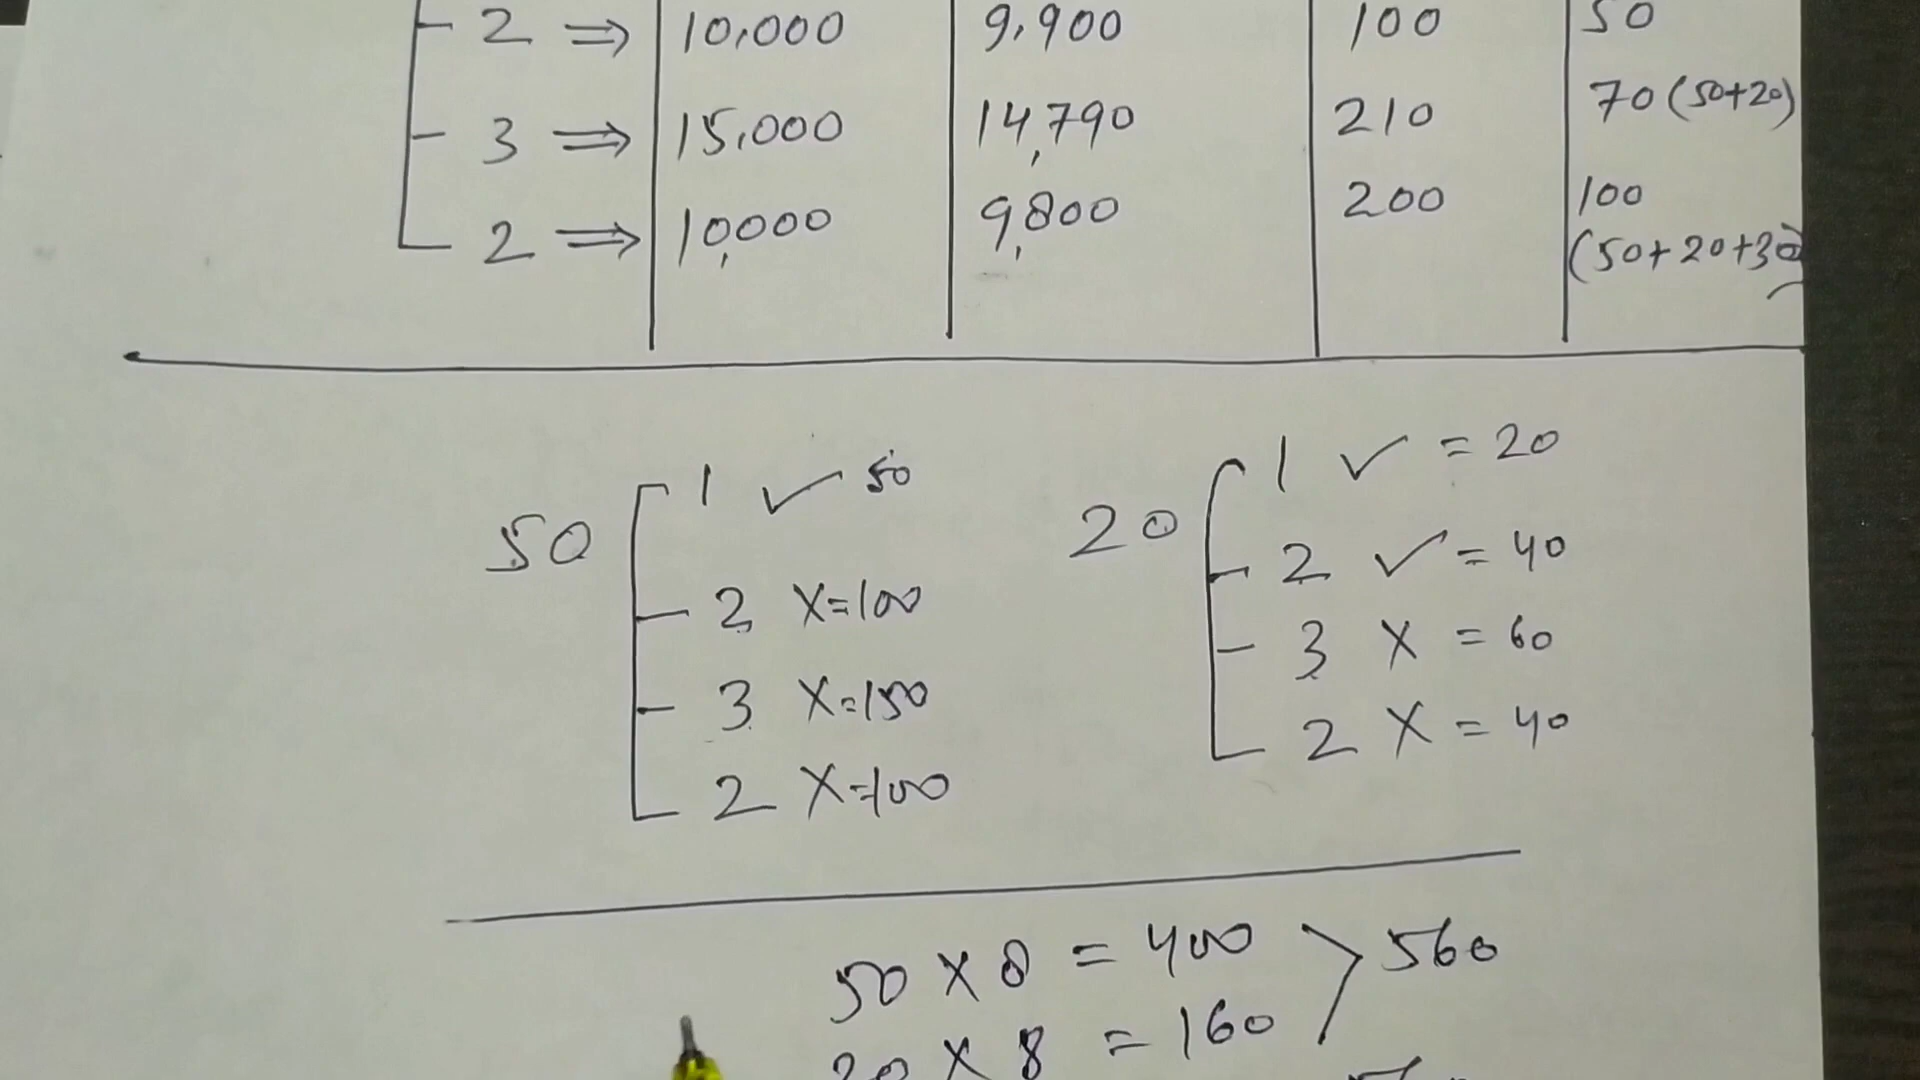 2 ⇒ 10,000 9,900 100 50
3 ⇒ 15,000 14,790 210 70 (50+20)
2 ⇒ 10,000 9,800 200 100
(50+20+30)
50
1 ✓ 50
2 X=100
3 X=150
2 X=100
20
1 ✓ = 20
2 ✓ = 40
3 X = 60
2 X = 40
50 X 8 = 400 > 560
20 X 8 = 160